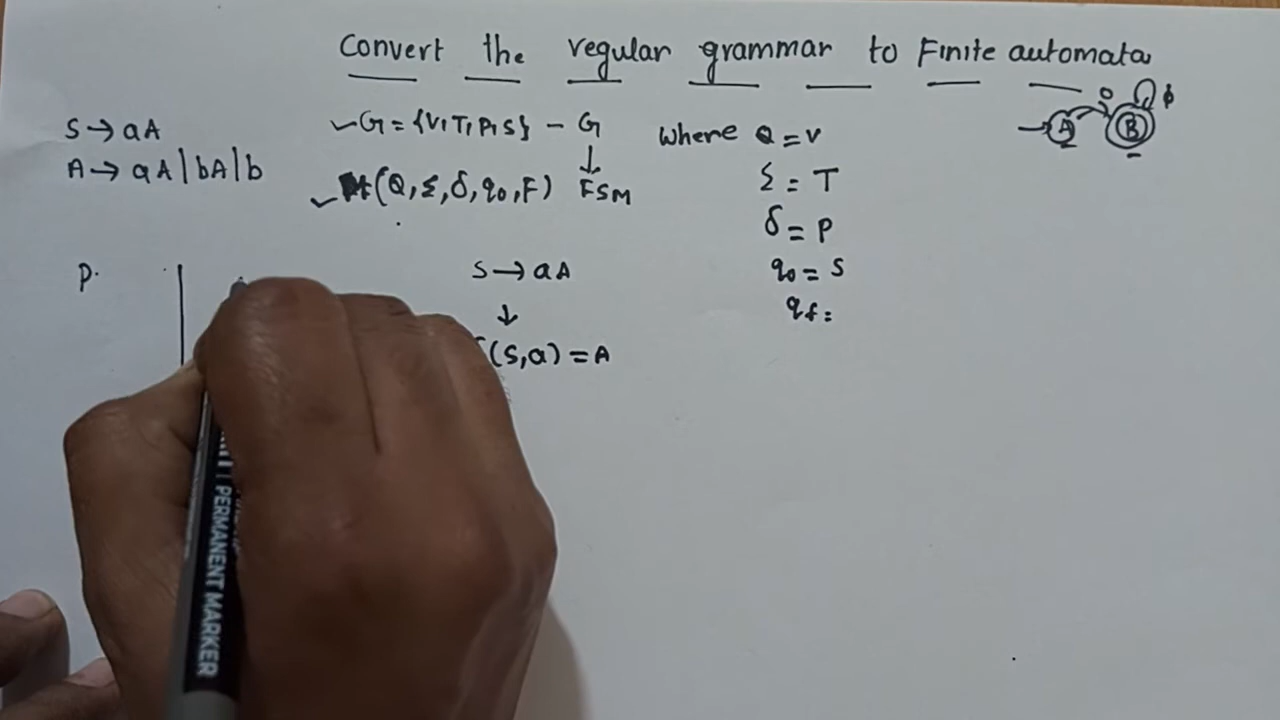 Convert the regular grammar to Finite automata
S → aA
A → aA | bA | b
G = {V, T, P, S} - G
↓
M (Q, Σ, δ, q0, F) FSM
where Q = V
Σ = T
δ = P
q0 = S
qf =
A B
P.
S → aA
↓
(S, a) = A
PERMANENT MARKER